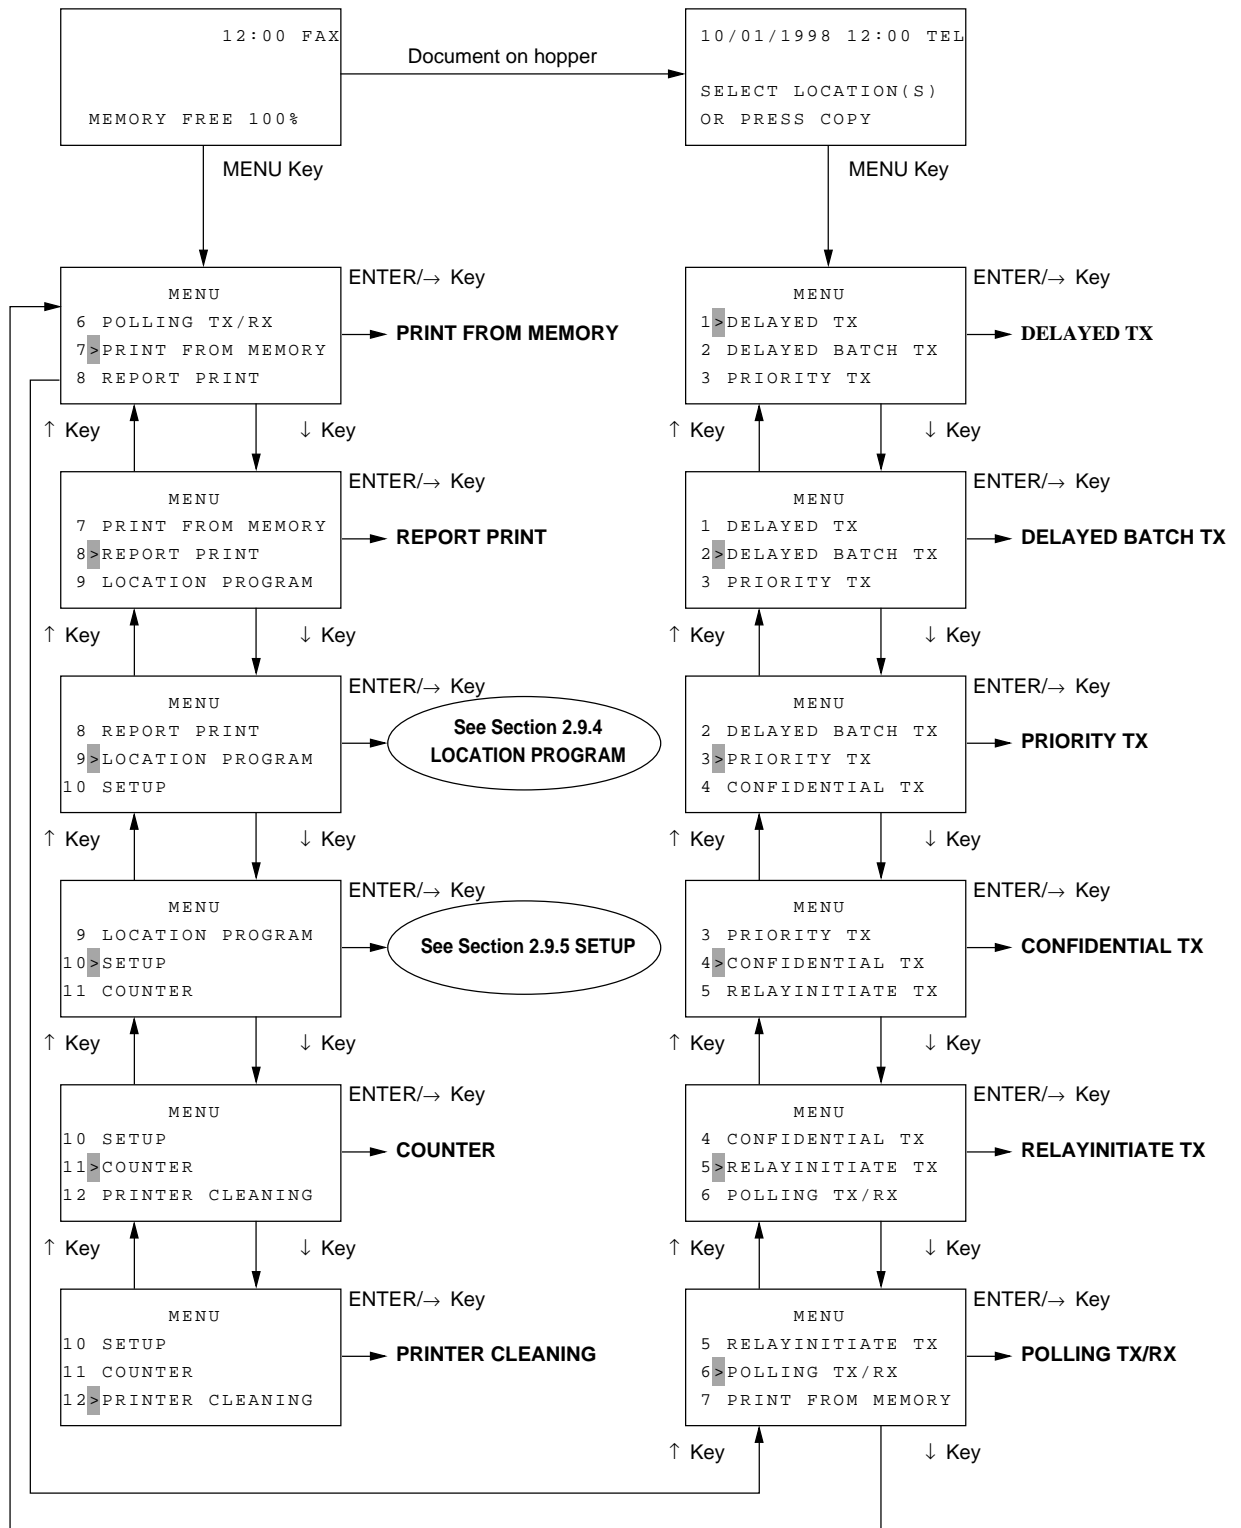 12:00 FAX
MEMORY FREE 100%
Document on hopper
10/01/1998 12:00 TEL
SELECT LOCATION(S)
OR PRESS COPY
MENU Key
MENU Key
MENU
6 POLLING TX/RX
7>PRINT FROM MEMORY
8 REPORT PRINT
ENTER/→ Key
PRINT FROM MEMORY
↑ Key
↓ Key
MENU
7 PRINT FROM MEMORY
8>REPORT PRINT
9 LOCATION PROGRAM
ENTER/→ Key
REPORT PRINT
↑ Key
↓ Key
MENU
8 REPORT PRINT
9>LOCATION PROGRAM
10 SETUP
ENTER/→ Key
See Section 2.9.4
LOCATION PROGRAM
↑ Key
↓ Key
MENU
9 LOCATION PROGRAM
10>SETUP
11 COUNTER
ENTER/→ Key
See Section 2.9.5 SETUP
↑ Key
↓ Key
MENU
10 SETUP
11>COUNTER
12 PRINTER CLEANING
ENTER/→ Key
COUNTER
↑ Key
↓ Key
MENU
10 SETUP
11 COUNTER
12>PRINTER CLEANING
ENTER/→ Key
PRINTER CLEANING
MENU
1>DELAYED TX
2 DELAYED BATCH TX
3 PRIORITY TX
ENTER/→ Key
DELAYED TX
↑ Key
↓ Key
MENU
1 DELAYED TX
2>DELAYED BATCH TX
3 PRIORITY TX
ENTER/→ Key
DELAYED BATCH TX
↑ Key
↓ Key
MENU
2 DELAYED BATCH TX
3>PRIORITY TX
4 CONFIDENTIAL TX
ENTER/→ Key
PRIORITY TX
↑ Key
↓ Key
MENU
3 PRIORITY TX
4>CONFIDENTIAL TX
5 RELAYINITIATE TX
ENTER/→ Key
CONFIDENTIAL TX
↑ Key
↓ Key
MENU
4 CONFIDENTIAL TX
5>RELAYINITIATE TX
6 POLLING TX/RX
ENTER/→ Key
RELAYINITIATE TX
↑ Key
↓ Key
MENU
5 RELAYINITIATE TX
6>POLLING TX/RX
7 PRINT FROM MEMORY
ENTER/→ Key
POLLING TX/RX
↑ Key
↓ Key